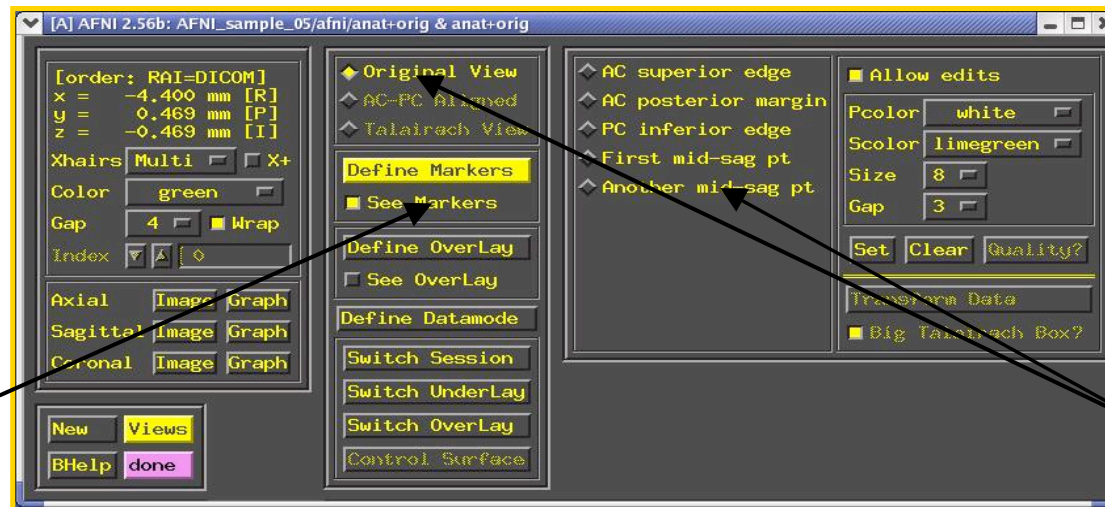 [A] AFNI 2.56b: AFNI_sample_05/afni/anat+orig & anat+orig
[order: RAI=DICOM]
x = -4.400 mm [R]
y = 0.469 mm [P]
z = -0.469 mm [I]
Xhairs Multi X+
Color green
Gap 4 Wrap
Index 0
Axial Image Graph
Sagittal Image Graph
Coronal Image Graph
New Views
BHelp done
Original View
AC-PC Aligned
Talairach View
Define Markers
See Markers
Define OverLay
See OverLay
Define Datamode
Switch Session
Switch UnderLay
Switch OverLay
Control Surface
AC superior edge
AC posterior margin
PC inferior edge
First mid-sag pt
Another mid-sag pt
Allow edits
Pcolor white
Scolor limegreen
Size 8
Gap 3
Set Clear Quality?
Transform Data
Big Talairach Box?